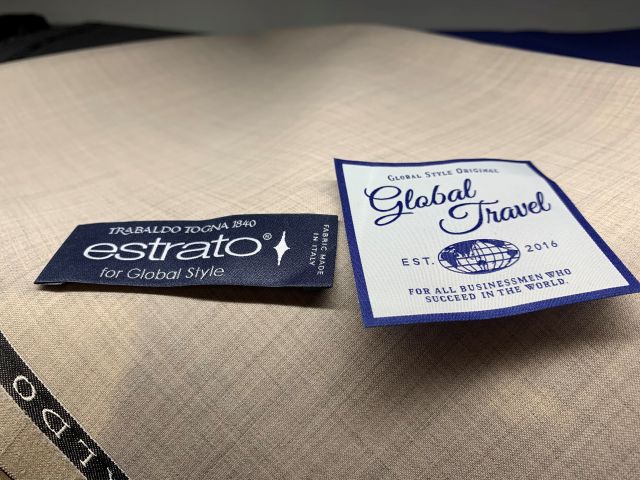 TRABALDO TOGNA 1840
estrato®
for Global Style
FABRIC MADE
IN ITALY
GLOBAL STYLE ORIGINAL
Global
Travel
EST. 2016
FOR ALL BUSINESSMEN WHO
SUCCEED IN THE WORLD.
LDO